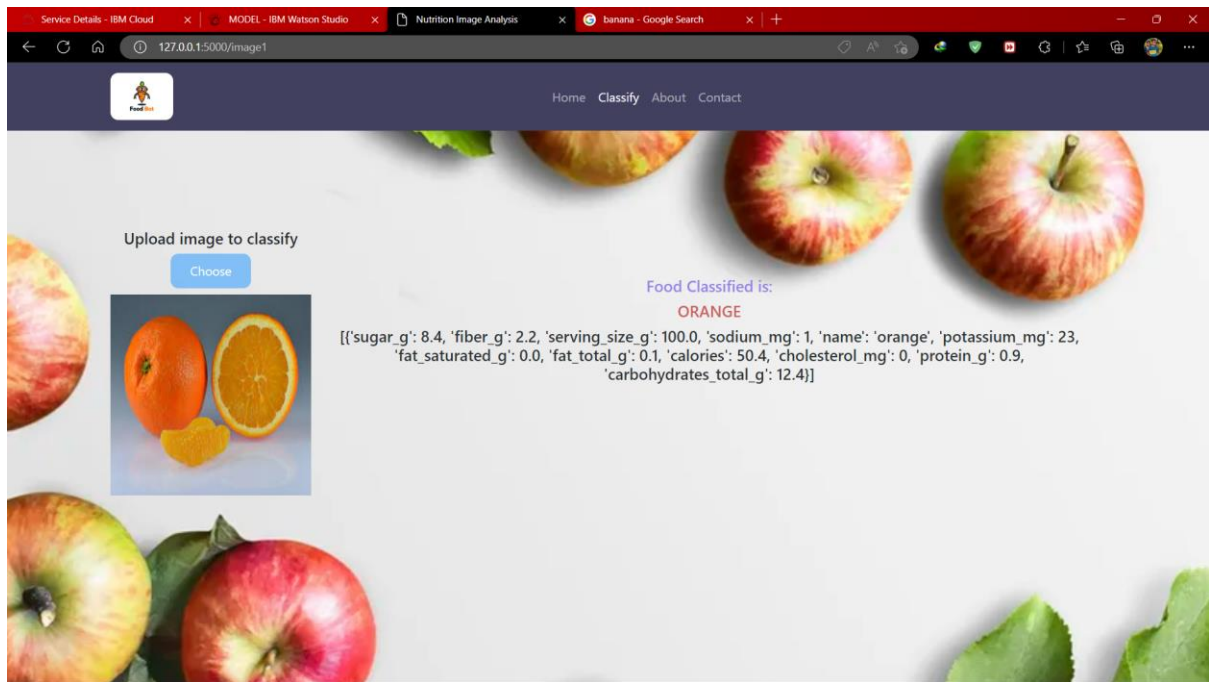 Service Details - IBM Cloud
MODEL - IBM Watson Studio
Nutrition Image Analysis
banana - Google Search
127.0.0.1:5000/image1
Food Bot
Home Classify About Contact
Upload image to classify
Choose
Food Classified is:
ORANGE
[{'sugar_g': 8.4, 'fiber_g': 2.2, 'serving_size_g': 100.0, 'sodium_mg': 1, 'name': 'orange', 'potassium_mg': 23,
'fat_saturated_g': 0.0, 'fat_total_g': 0.1, 'calories': 50.4, 'cholesterol_mg': 0, 'protein_g': 0.9,
'carbohydrates_total_g': 12.4}]